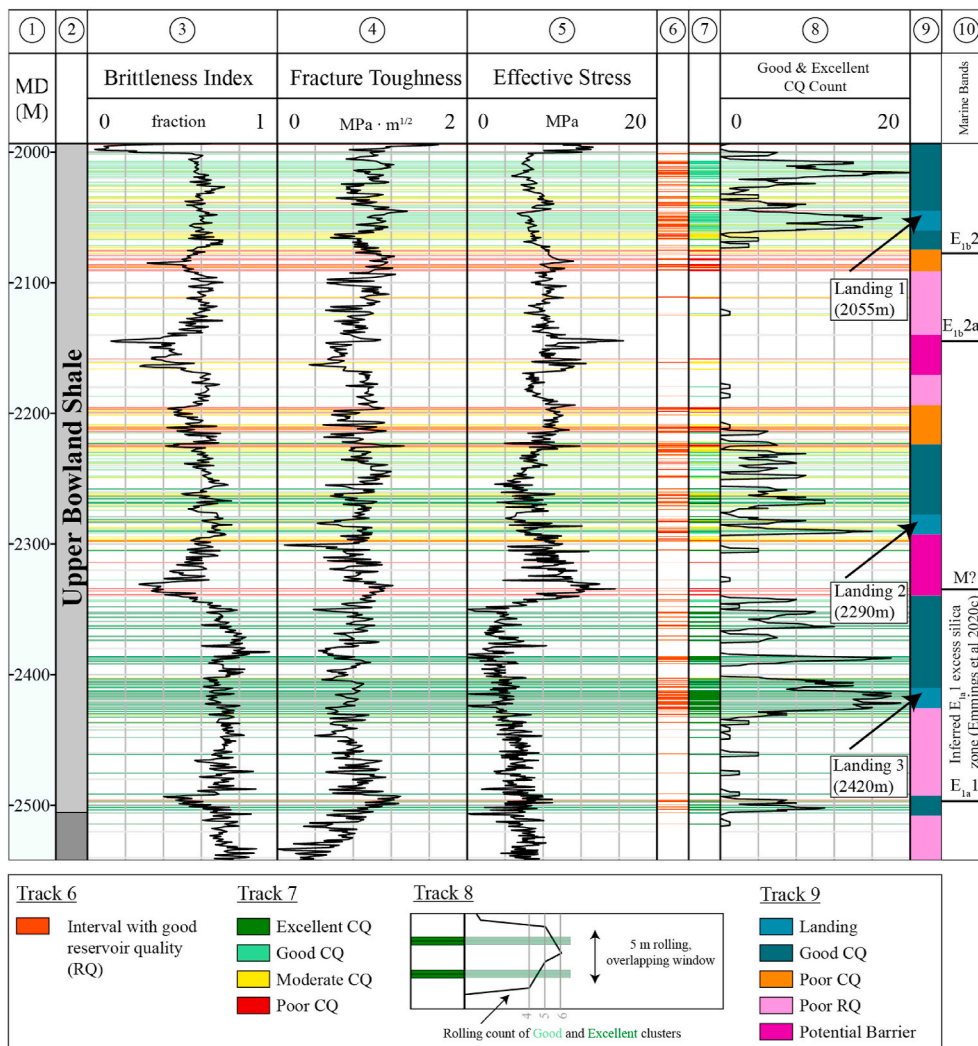 1 2 3 4 5 6 7 8 9 10
MD
(M)
Brittleness Index
0 fraction 1
Fracture Toughness
0 MPa · m1/2 2
Effective Stress
0 MPa 20
Good & Excellent
CQ Count
0 20
Marine Bands
-2000
-2100
-2200
-2300
-2400
-2500
Upper Bowland Shale
Landing 1
(2055m)
Landing 2
(2290m)
Landing 3
(2420m)
E1b2
E1b2a
M?
Inferred E1a1 excess silica
zone (Emmings et al 2020c)
E1a1
Track 6
Interval with good
reservoir quality
(RQ)
Track 7
Excellent CQ
Good CQ
Moderate CQ
Poor CQ
Track 8
5 m rolling,
overlapping window
4 5 6
Rolling count of Good and Excellent clusters
Track 9
Landing
Good CQ
Poor CQ
Poor RQ
Potential Barrier